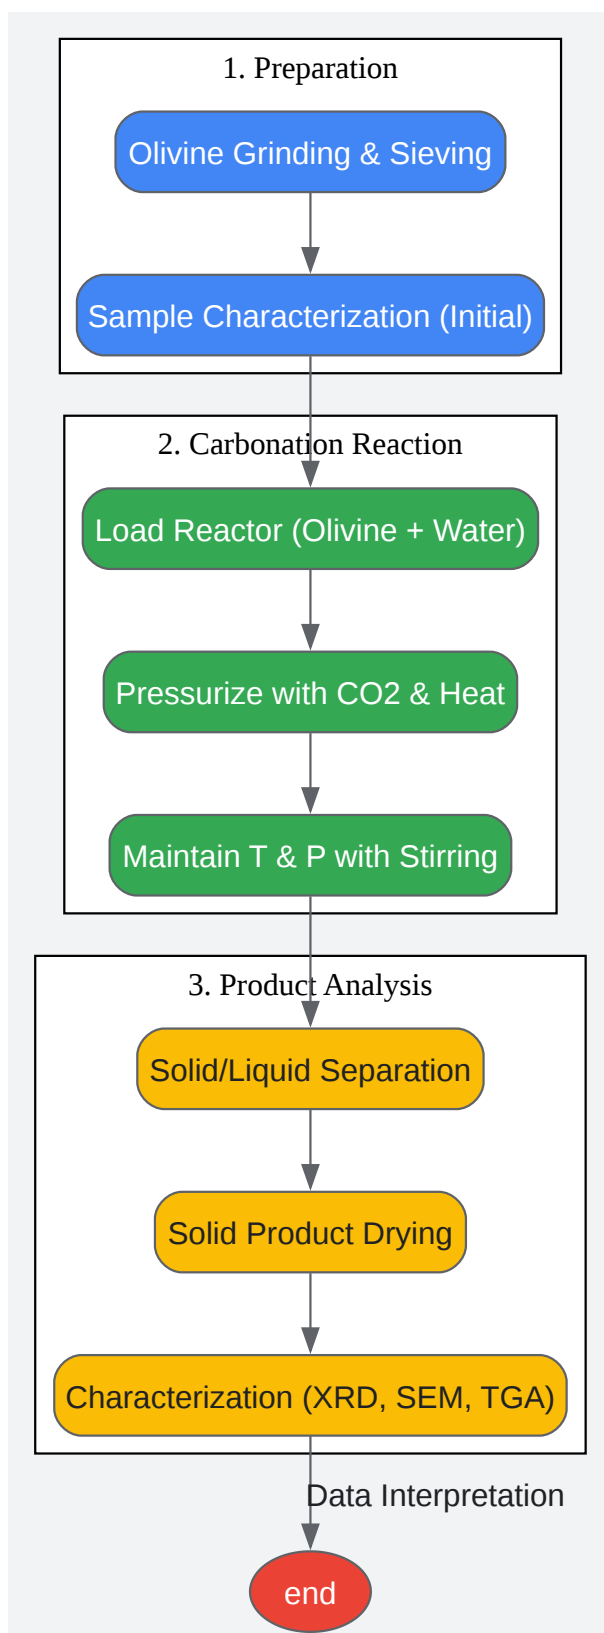 1. Preparation
Olivine Grinding & Sieving
Sample Characterization (Initial)
2. Carbonation Reaction
Load Reactor (Olivine + Water)
Pressurize with CO2 & Heat
Maintain T & P with Stirring
3. Product Analysis
Solid/Liquid Separation
Solid Product Drying
Characterization (XRD, SEM, TGA)
Data Interpretation
end